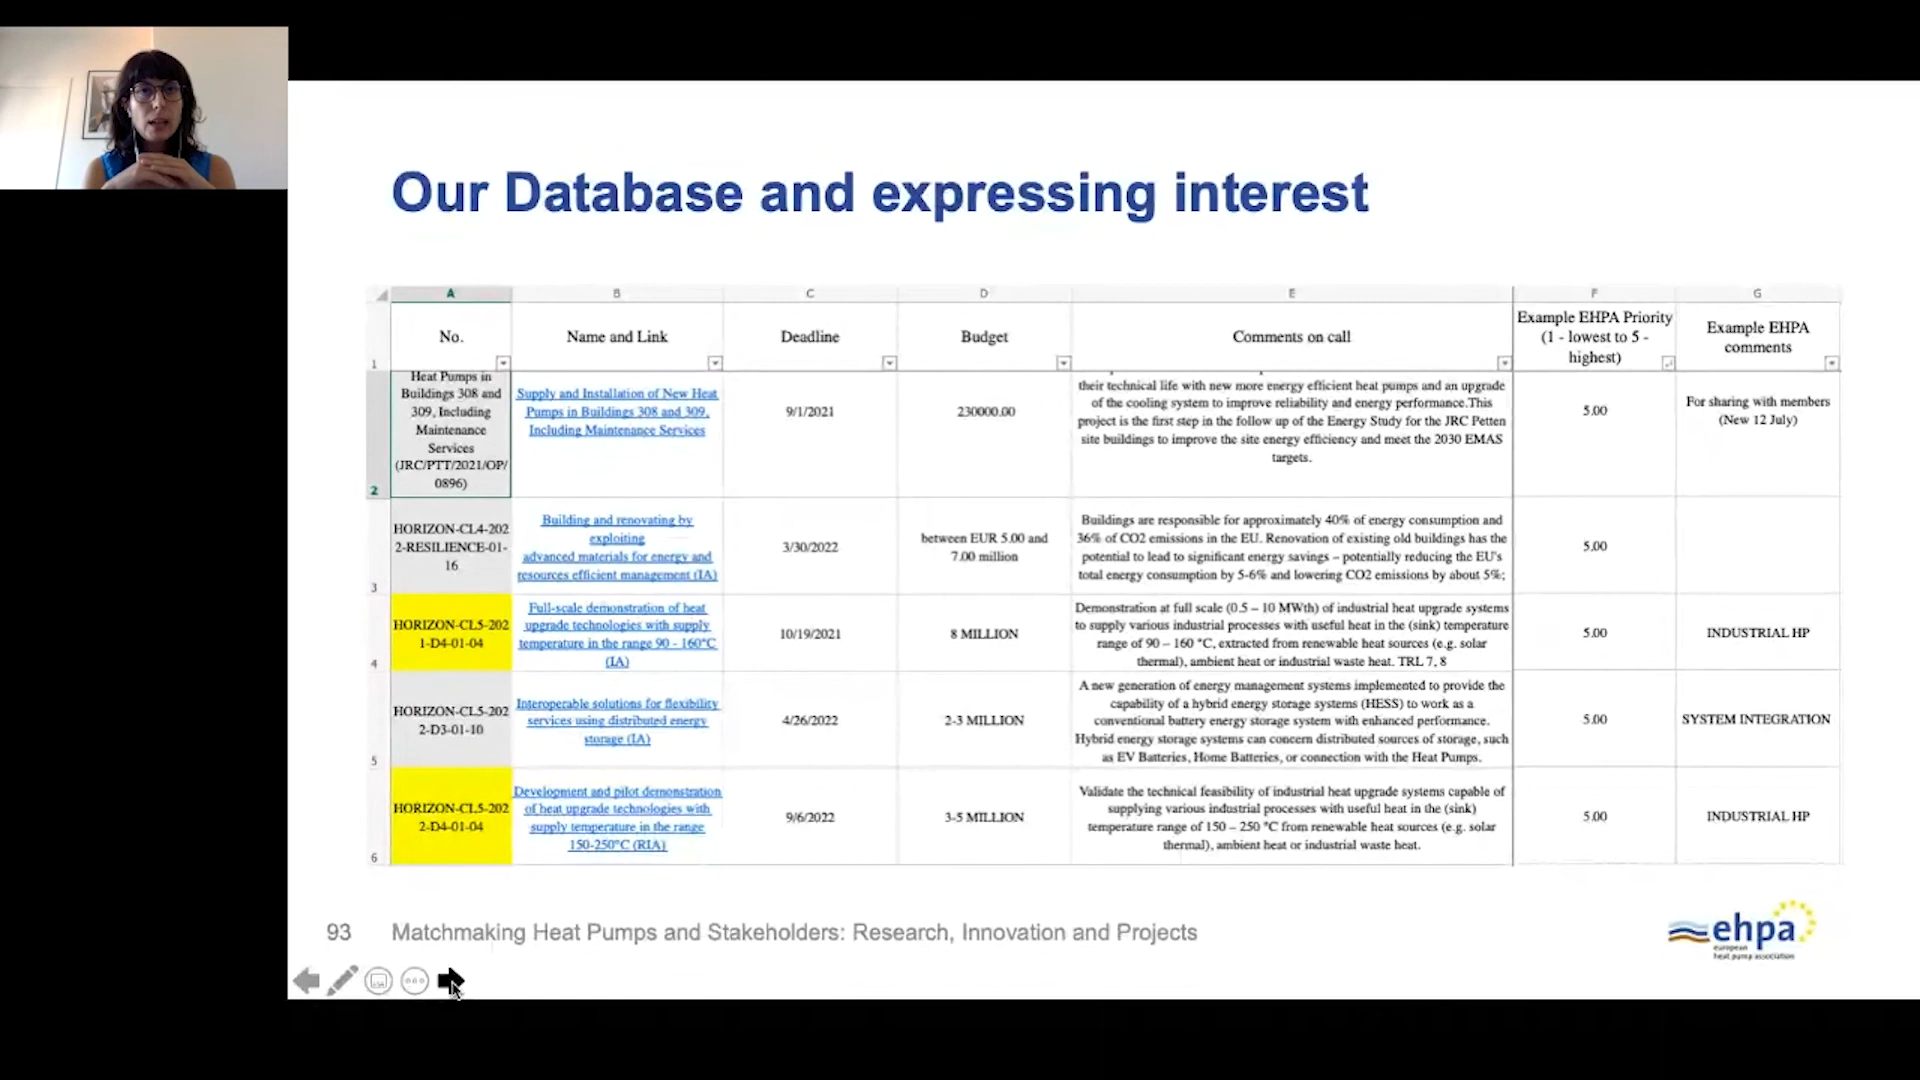 Our Database and expressing interest
A B C D E F G
1
No.
Name and Link
Deadline
Budget
Comments on call
Example EHPA Priority
(1 - lowest to 5 -
highest)
Example EHPA
comments
2
Heat Pumps in
Buildings 308 and
309, Including
Maintenance
Services
(JRC/PTT/2021/OP/
0896)
Supply and Installation of New Heat
Pumps in Buildings 308 and 309,
Including Maintenance Services
9/1/2021
230000.00
their technical life with new more energy efficient heat pumps and an upgrade
of the cooling system to improve reliability and energy performance.This
project is the first step in the follow up of the Energy Study for the JRC Petten
site buildings to improve the site energy efficiency and meet the 2030 EMAS
targets.
5.00
For sharing with members
(New 12 July)
3
HORIZON-CL4-202
2-RESILIENCE-01-
16
Building and renovating by
exploiting
advanced materials for energy and
resources efficient management (IA)
3/30/2022
between EUR 5.00 and
7.00 million
Buildings are responsible for approximately 40% of energy consumption and
36% of CO2 emissions in the EU. Renovation of existing old buildings has the
potential to lead to significant energy savings – potentially reducing the EU's
total energy consumption by 5-6% and lowering CO2 emissions by about 5%;
5.00
4
HORIZON-CL5-202
1-D4-01-04
Full-scale demonstration of heat
upgrade technologies with supply
temperature in the range 90 - 160°C
(IA)
10/19/2021
8 MILLION
Demonstration at full scale (0.5 – 10 MWth) of industrial heat upgrade systems
to supply various industrial processes with useful heat in the (sink) temperature
range of 90 – 160 °C, extracted from renewable heat sources (e.g. solar
thermal), ambient heat or industrial waste heat. TRL 7, 8
5.00
INDUSTRIAL HP
5
HORIZON-CL5-202
2-D3-01-10
Interoperable solutions for flexibility
services using distributed energy
storage (IA)
4/26/2022
2-3 MILLION
A new generation of energy management systems implemented to provide the
capability of a hybrid energy storage systems (HESS) to work as a
conventional battery energy storage system with enhanced performance.
Hybrid energy storage systems can concern distributed sources of storage, such
as EV Batteries, Home Batteries, or connection with the Heat Pumps.
5.00
SYSTEM INTEGRATION
6
HORIZON-CL5-202
2-D4-01-04
Development and pilot demonstration
of heat upgrade technologies with
supply temperature in the range
150-250°C (RIA)
9/6/2022
3-5 MILLION
Validate the technical feasibility of industrial heat upgrade systems capable of
supplying various industrial processes with useful heat in the (sink)
temperature range of 150 – 250 °C from renewable heat sources (e.g. solar
thermal), ambient heat or industrial waste heat.
5.00
INDUSTRIAL HP
93 Matchmaking Heat Pumps and Stakeholders: Research, Innovation and Projects
ehpa
european
heat pump association